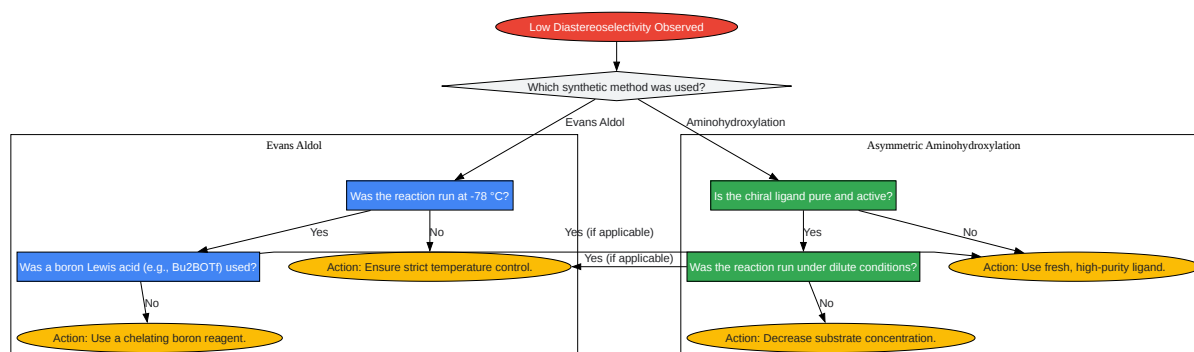 Low Diastereoselectivity Observed
Which synthetic method was used?
Evans Aldol
Aminohydroxylation
Evans Aldol
Asymmetric Aminohydroxylation
Was the reaction run at -78 °C?
Is the chiral ligand pure and active?
Yes
No
Yes (if applicable)
Yes
No
Was a boron Lewis acid (e.g., Bu2BOTf) used?
Action: Ensure strict temperature control.
Yes (if applicable)
Was the reaction run under dilute conditions?
Action: Use fresh, high-purity ligand.
No
No
Action: Use a chelating boron reagent.
Action: Decrease substrate concentration.